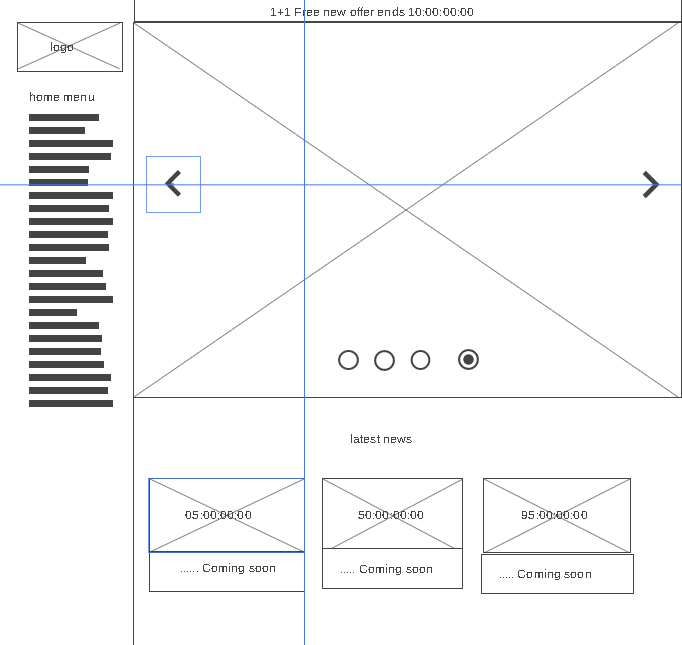 1+1 Free new offer ends 10:00:00:00
logo
home menu
latest news
05:00:00:00
50:00:00:00
95:00:00:00
...... Coming soon
..... Coming soon
..... Coming soon